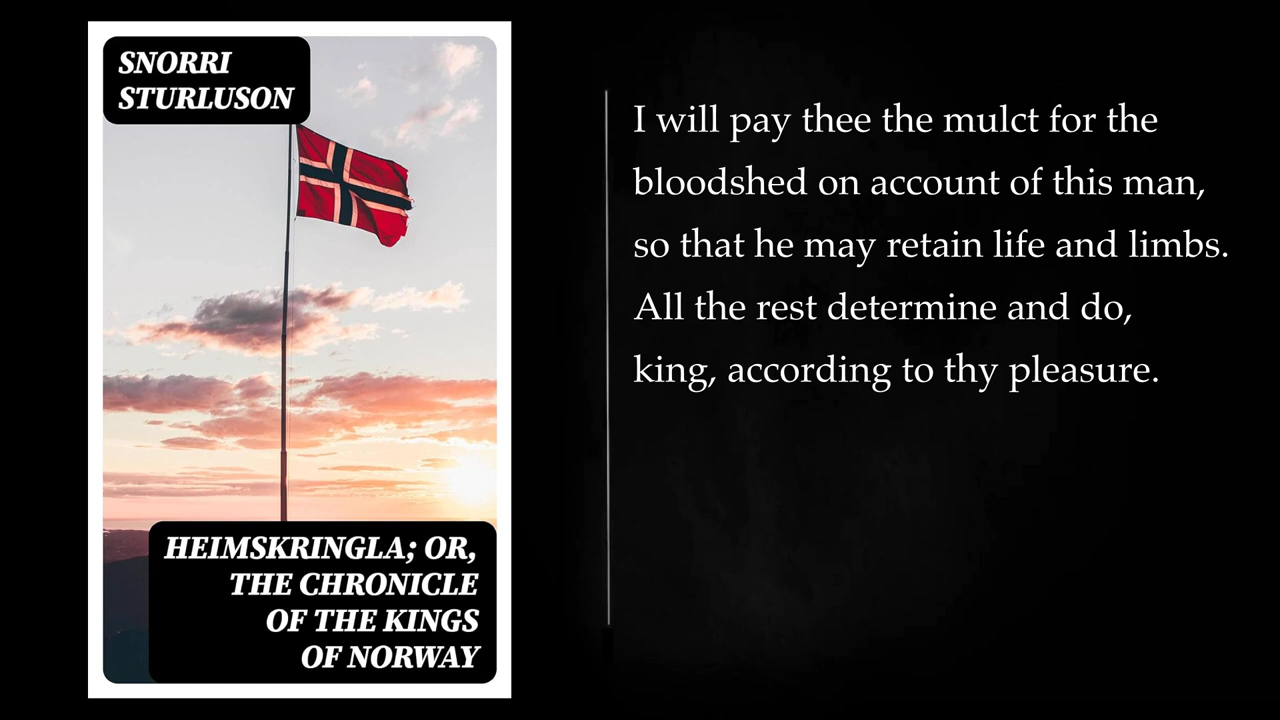 SNORRI
STURLUSON
HEIMSKRINGLA; OR,
THE CHRONICLE
OF THE KINGS
OF NORWAY
I will pay thee the mulct for the
bloodshed on account of this man,
so that he may retain life and limbs.
All the rest determine and do,
king, according to thy pleasure.